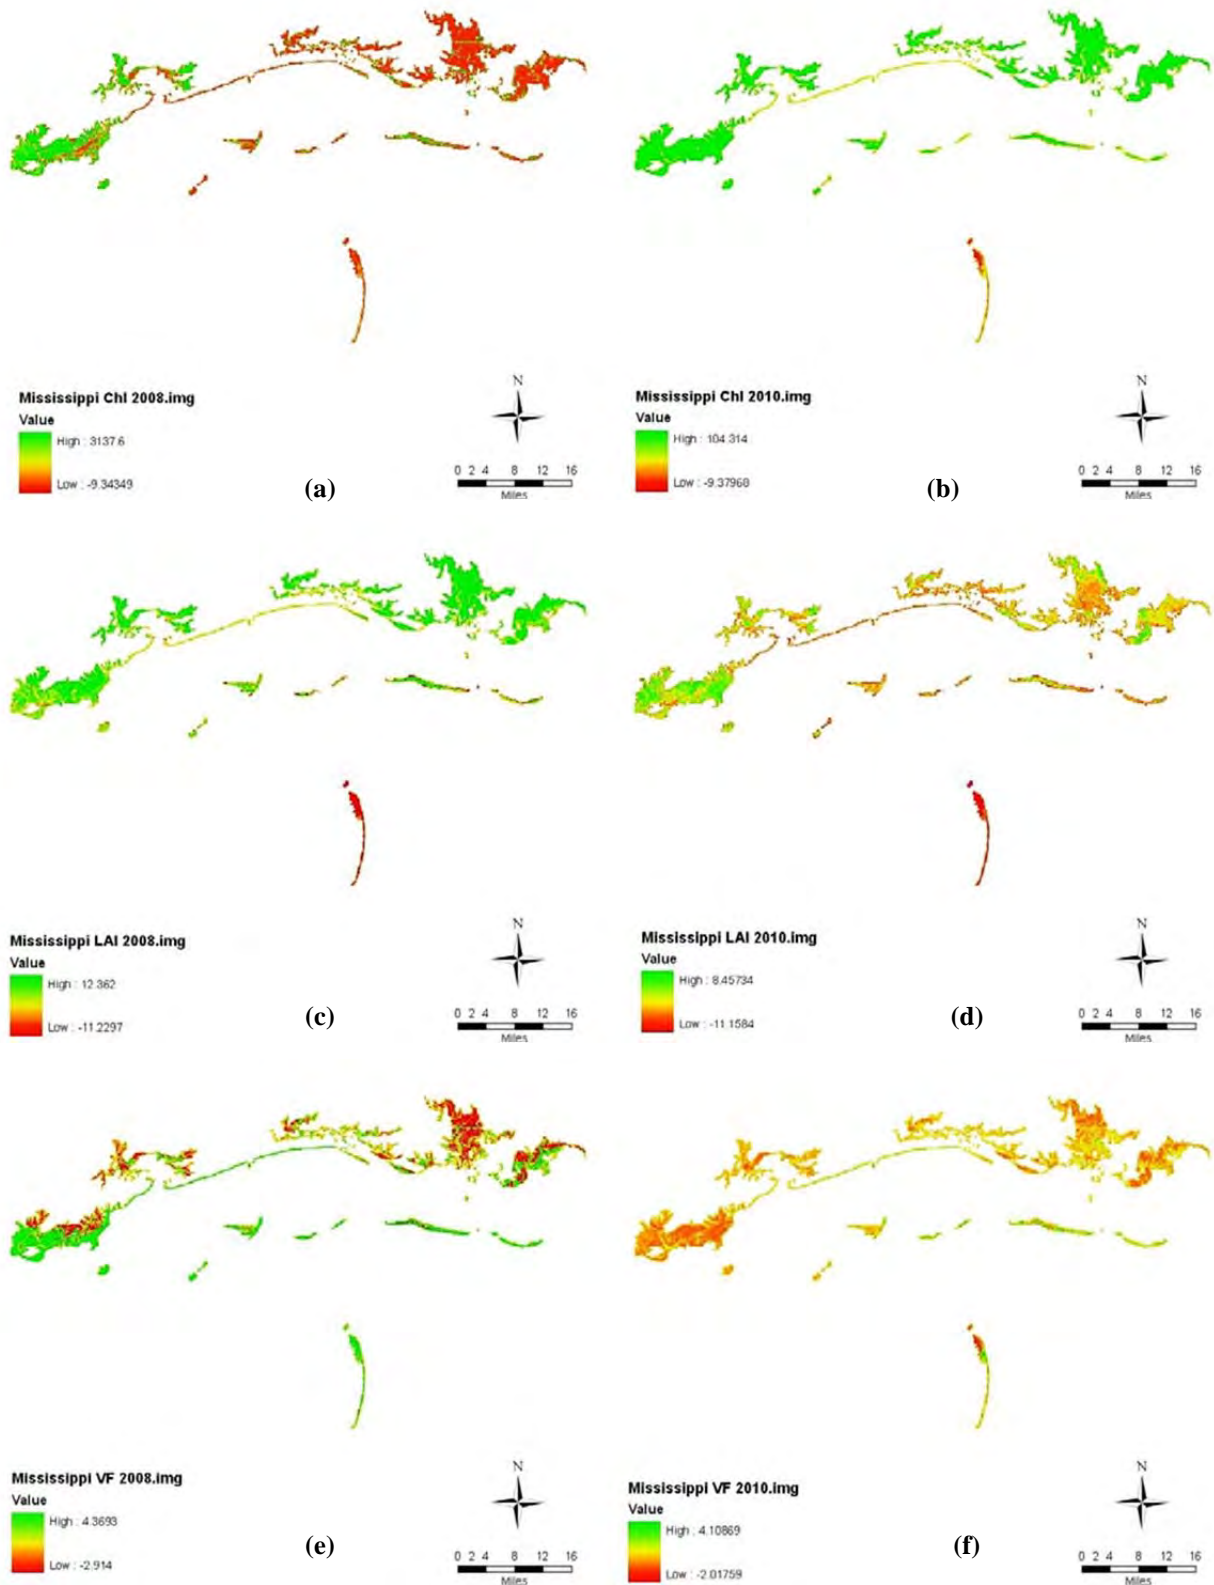 N
Mississippi Chl 2008.img
Value
High : 3137.6
Low : -9.34349
(a)
0 2 4 8 12 16
Miles
N
Mississippi Chl 2010.img
Value
High : 104.314
Low : -9.37968
(b)
0 2 4 8 12 16
Miles
N
Mississippi LAI 2008.img
Value
High : 12.362
Low : -11.2297
(c)
0 2 4 8 12 16
Miles
N
Mississippi LAI 2010.img
Value
High : 8.45734
Low : -11.1584
(d)
0 2 4 8 12 16
Miles
N
Mississippi VF 2008.img
Value
High : 4.3693
Low : -2.914
(e)
0 2 4 8 12 16
Miles
N
Mississippi VF 2010.img
Value
High : 4.10869
Low : -2.01759
(f)
0 2 4 8 12 16
Miles